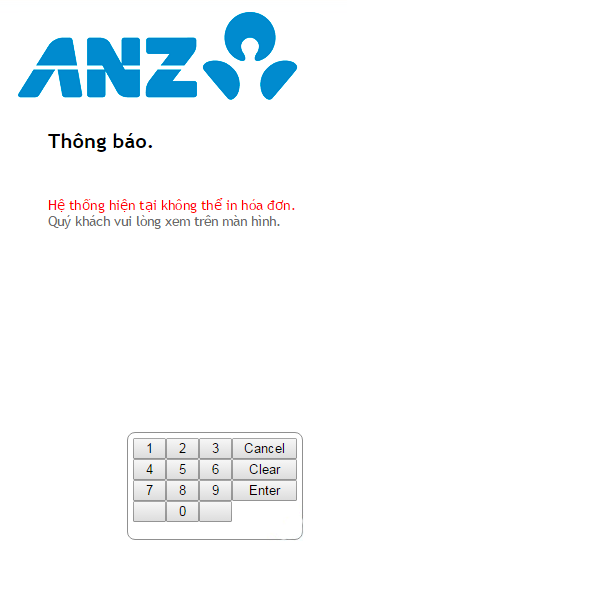 ANZ
Thông báo.
Hệ thống hiện tại không thể in hóa đơn.
Quý khách vui lòng xem trên màn hình.
1 2 3 Cancel
4 5 6 Clear
7 8 9 Enter
0